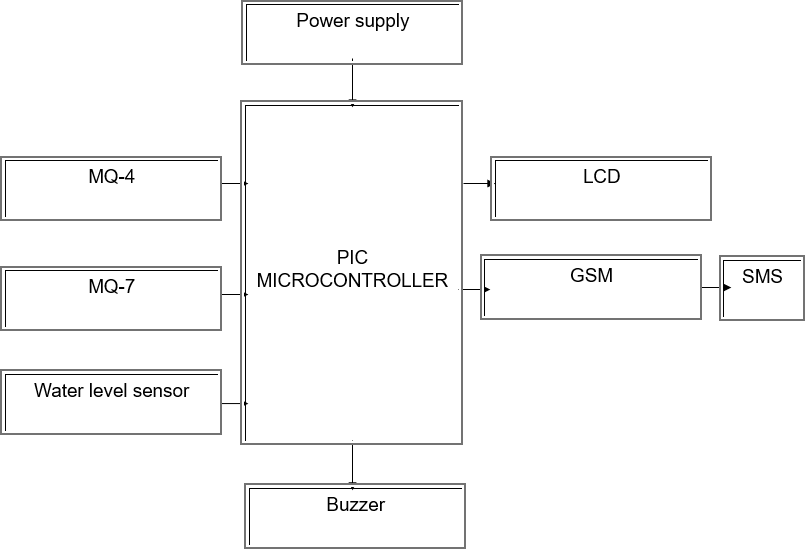 Power supply
MQ-4
LCD
PIC
MICROCONTROLLER
GSM
SMS
MQ-7
Water level sensor
Buzzer